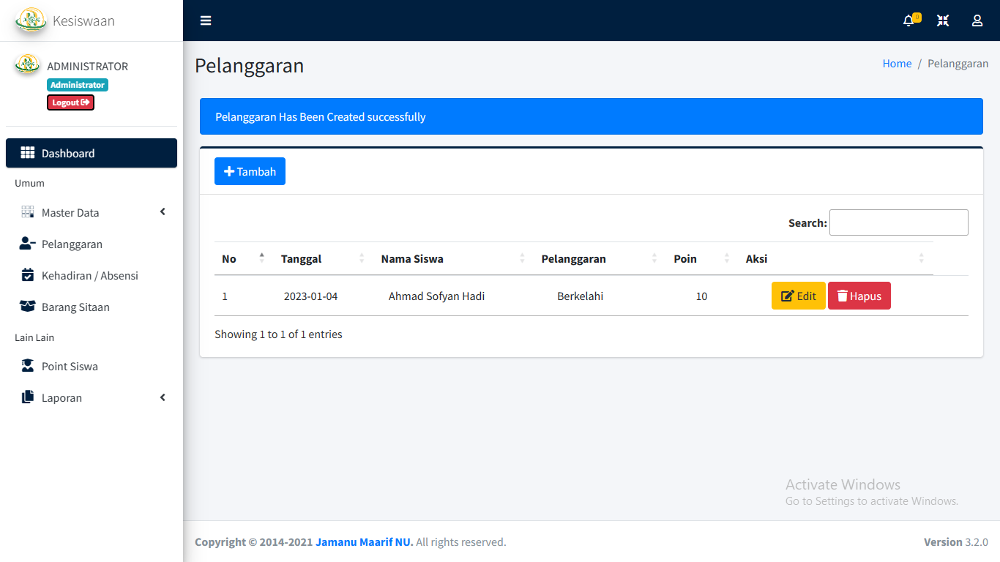 Kesiswaan
0
ADMINISTRATOR
Administrator
Logout
Dashboard
Umum
Master Data
Pelanggaran
Kehadiran / Absensi
Barang Sitaan
Lain Lain
Point Siswa
Laporan
Pelanggaran
Home / Pelanggaran
Pelanggaran Has Been Created successfully
Tambah
Search:
No Tanggal Nama Siswa Pelanggaran Poin Aksi
1 2023-01-04 Ahmad Sofyan Hadi Berkelahi 10 Edit Hapus
Showing 1 to 1 of 1 entries
Activate Windows
Go to Settings to activate Windows.
Copyright © 2014-2021 Jamanu Maarif NU. All rights reserved.
Version 3.2.0